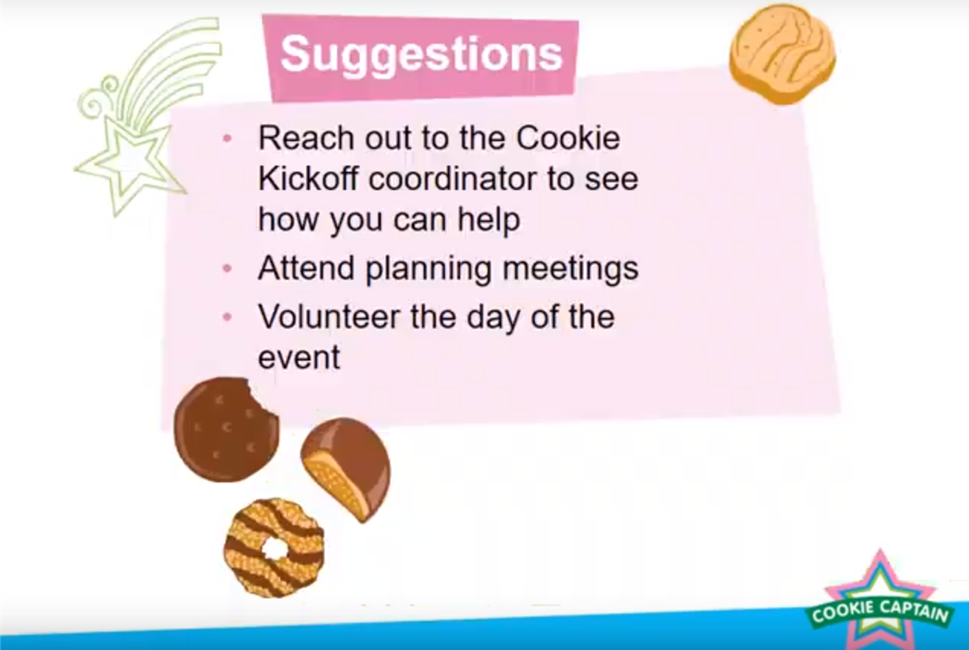 Suggestions
• Reach out to the Cookie
Kickoff coordinator to see
how you can help
• Attend planning meetings
• Volunteer the day of the
event
COOKIE CAPTAIN